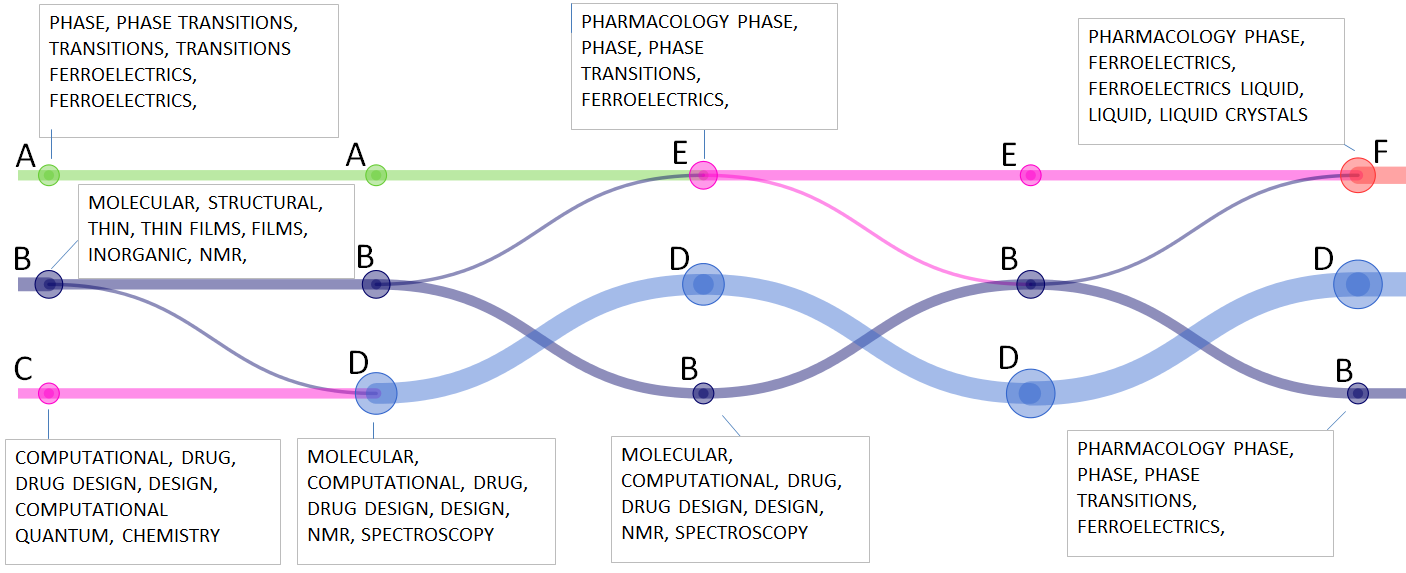 PHASE, PHASE TRANSITIONS,
TRANSITIONS, TRANSITIONS
FERROELECTRICS,
FERROELECTRICS,
PHARMACOLOGY PHASE,
PHASE, PHASE
TRANSITIONS,
FERROELECTRICS,
PHARMACOLOGY PHASE,
FERROELECTRICS,
FERROELECTRICS LIQUID,
LIQUID, LIQUID CRYSTALS
A
A
E
E
F
MOLECULAR, STRUCTURAL,
THIN, THIN FILMS, FILMS,
INORGANIC, NMR,
B
B
D
B
D
C
D
B
D
B
COMPUTATIONAL, DRUG,
DRUG DESIGN, DESIGN,
COMPUTATIONAL
QUANTUM, CHEMISTRY
MOLECULAR,
COMPUTATIONAL, DRUG,
DRUG DESIGN, DESIGN,
NMR, SPECTROSCOPY
MOLECULAR,
COMPUTATIONAL, DRUG,
DRUG DESIGN, DESIGN,
NMR, SPECTROSCOPY
PHARMACOLOGY PHASE,
PHASE, PHASE
TRANSITIONS,
FERROELECTRICS,